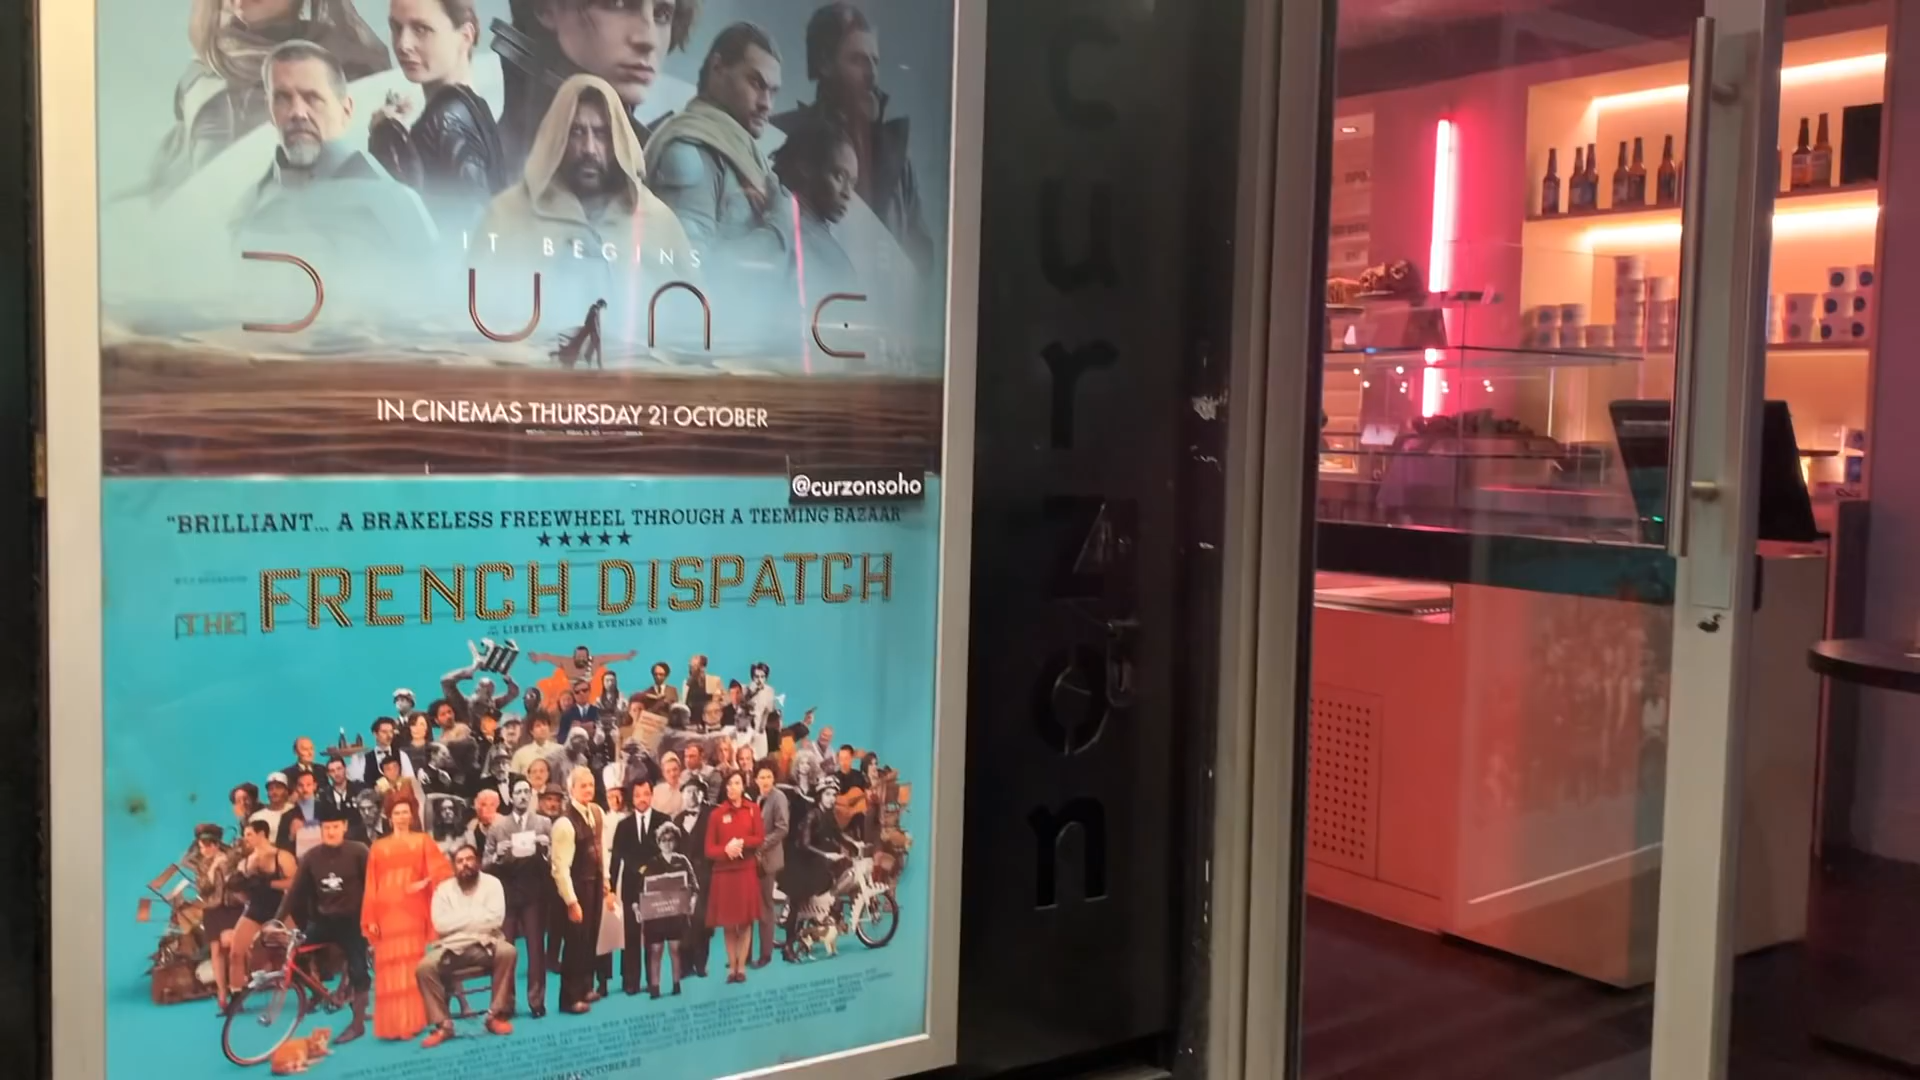 IT BEGINS
DUNE
IN CINEMAS THURSDAY 21 OCTOBER
@curzonsoho
"BRILLIANT... A BRAKELESS FREEWHEEL THROUGH A TEEMING BAZAAR
★★★★★
THE FRENCH DISPATCH
LIBERTY, KANSAS EVENING SUN
curzon